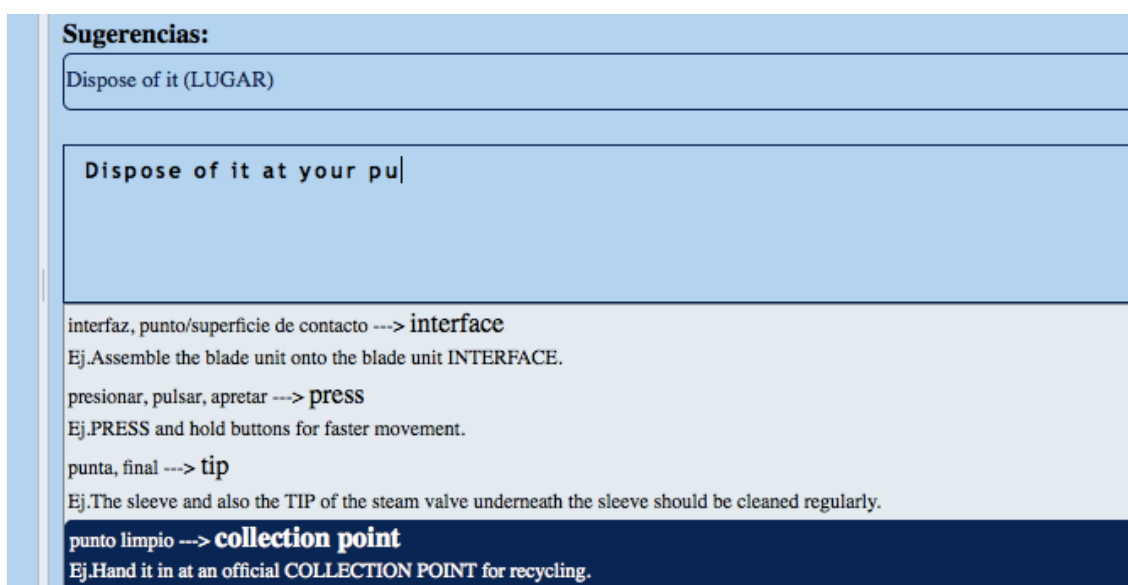 Sugerencias:
Dispose of it (LUGAR)
Dispose of it at your pu
interfaz, punto/superficie de contacto ---> interface
Ej.Assemble the blade unit onto the blade unit INTERFACE.
presionar, pulsar, apretar ---> press
Ej.PRESS and hold buttons for faster movement.
punta, final ---> tip
Ej.The sleeve and also the TIP of the steam valve underneath the sleeve should be cleaned regularly.
punto limpio ---> collection point
Ej.Hand it in at an official COLLECTION POINT for recycling.